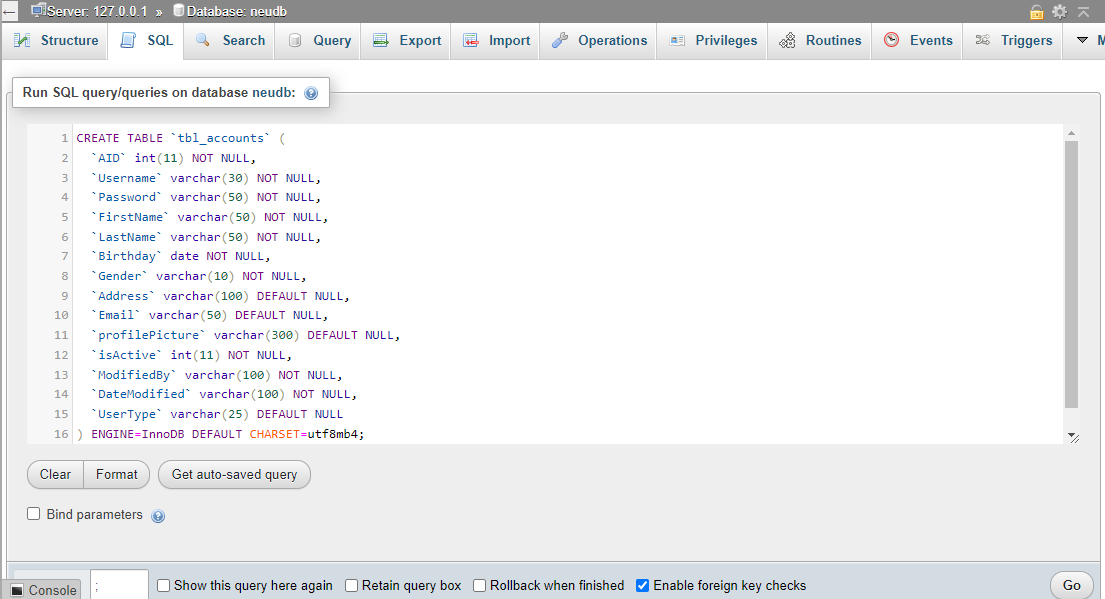 Server: 127.0.0.1 » Database: neudb
Structure SQL Search Query Export Import Operations Privileges Routines Events Triggers M
Run SQL query/queries on database neudb:
1 CREATE TABLE `tbl_accounts` (
2 `AID` int(11) NOT NULL,
3 `Username` varchar(30) NOT NULL,
4 `Password` varchar(50) NOT NULL,
5 `FirstName` varchar(50) NOT NULL,
6 `LastName` varchar(50) NOT NULL,
7 `Birthday` date NOT NULL,
8 `Gender` varchar(10) NOT NULL,
9 `Address` varchar(100) DEFAULT NULL,
10 `Email` varchar(50) DEFAULT NULL,
11 `profilePicture` varchar(300) DEFAULT NULL,
12 `isActive` int(11) NOT NULL,
13 `ModifiedBy` varchar(100) NOT NULL,
14 `DateModified` varchar(100) NOT NULL,
15 `UserType` varchar(25) DEFAULT NULL
16 ) ENGINE=InnoDB DEFAULT CHARSET=utf8mb4;
Clear Format Get auto-saved query
Bind parameters
Console ; Show this query here again Retain query box Rollback when finished Enable foreign key checks Go